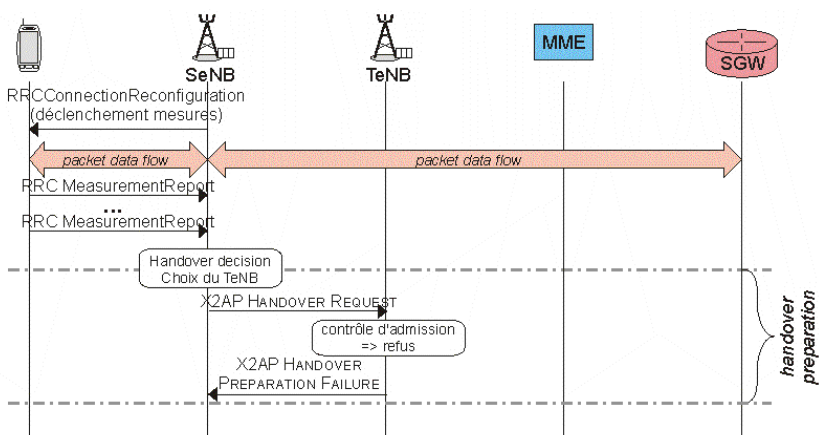 MME
SGW
SeNB
TeNB
RRCConnectionReconfiguration
(déclenchement mesures)
packet data flow
packet data flow
RRC MeasurementReport
...
RRC MeasurementReport
Handover decision
Choix du TeNB
X2AP HANDOVER REQUEST
contrôle d'admission
=> refus
X2AP HANDOVER
PREPARATION FAILURE
handover
preparation